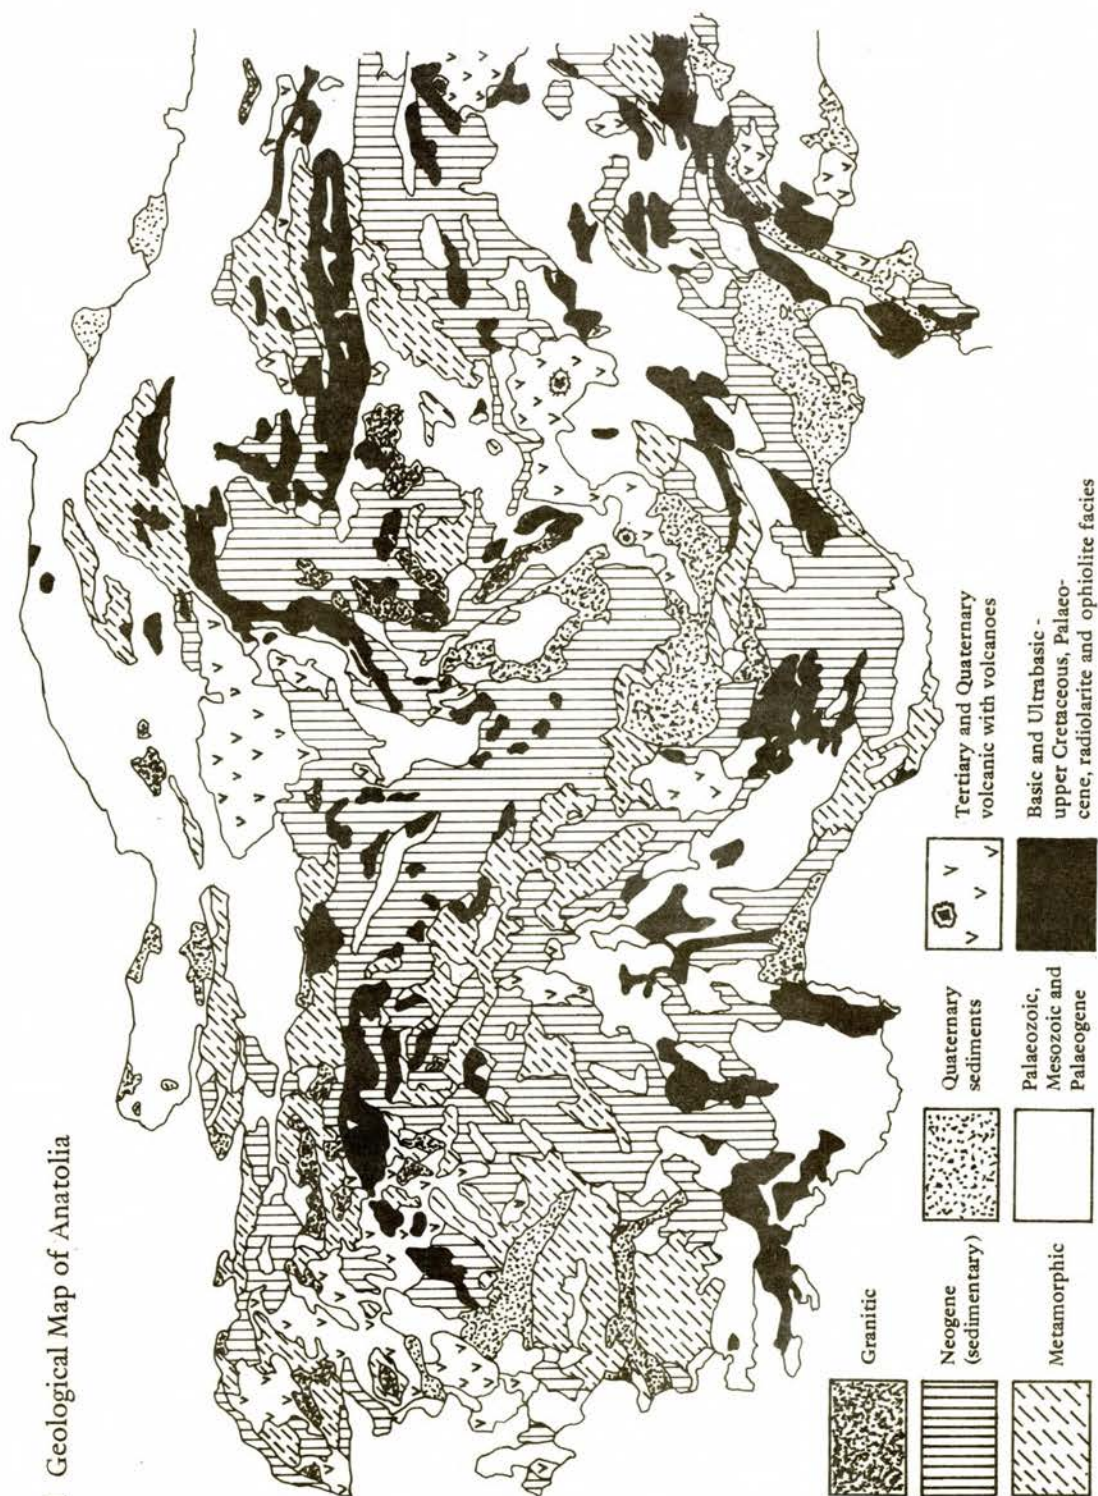 Geological Map of Anatolia
Granitic
Neogene
(sedimentary)
Metamorphic
Quaternary
sediments
Palaeozoic,
Mesozoic and
Palaeogene
Tertiary and Quaternary
volcanic with volcanoes
Basic and Ultrabasic -
upper Cretaceous, Palaeo-
cene, radiolarite and ophiolite facies